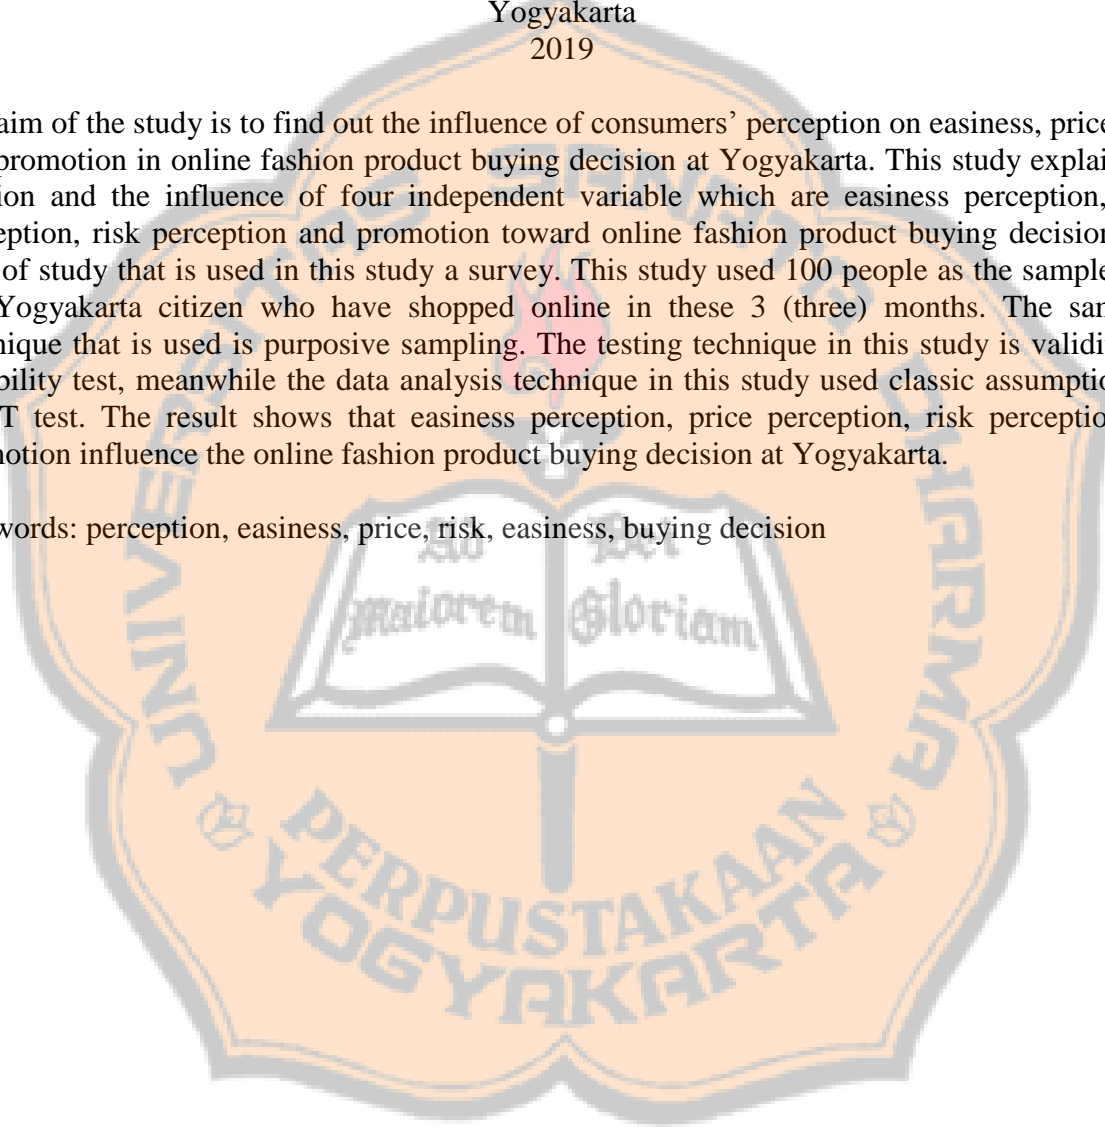 Yogyakarta
2019
aim of the study is to find out the influence of consumers’ perception on easiness, price
promotion in online fashion product buying decision at Yogyakarta. This study explai
ion and the influence of four independent variable which are easiness perception,
eption, risk perception and promotion toward online fashion product buying decision
of study that is used in this study a survey. This study used 100 people as the sample
Yogyakarta citizen who have shopped online in these 3 (three) months. The san
nique that is used is purposive sampling. The testing technique in this study is validi
bility test, meanwhile the data analysis technique in this study used classic assumptio
T test. The result shows that easiness perception, price perception, risk perceptio
notion influence the online fashion product buying decision at Yogyakarta.
words: perception, easiness, price, risk, easiness, buying decision
UNIVERSITAS SANATA DHARMA
Ad Dei
Maiorem Gloriam
PERPUSTAKAAN
YOGYAKARTA